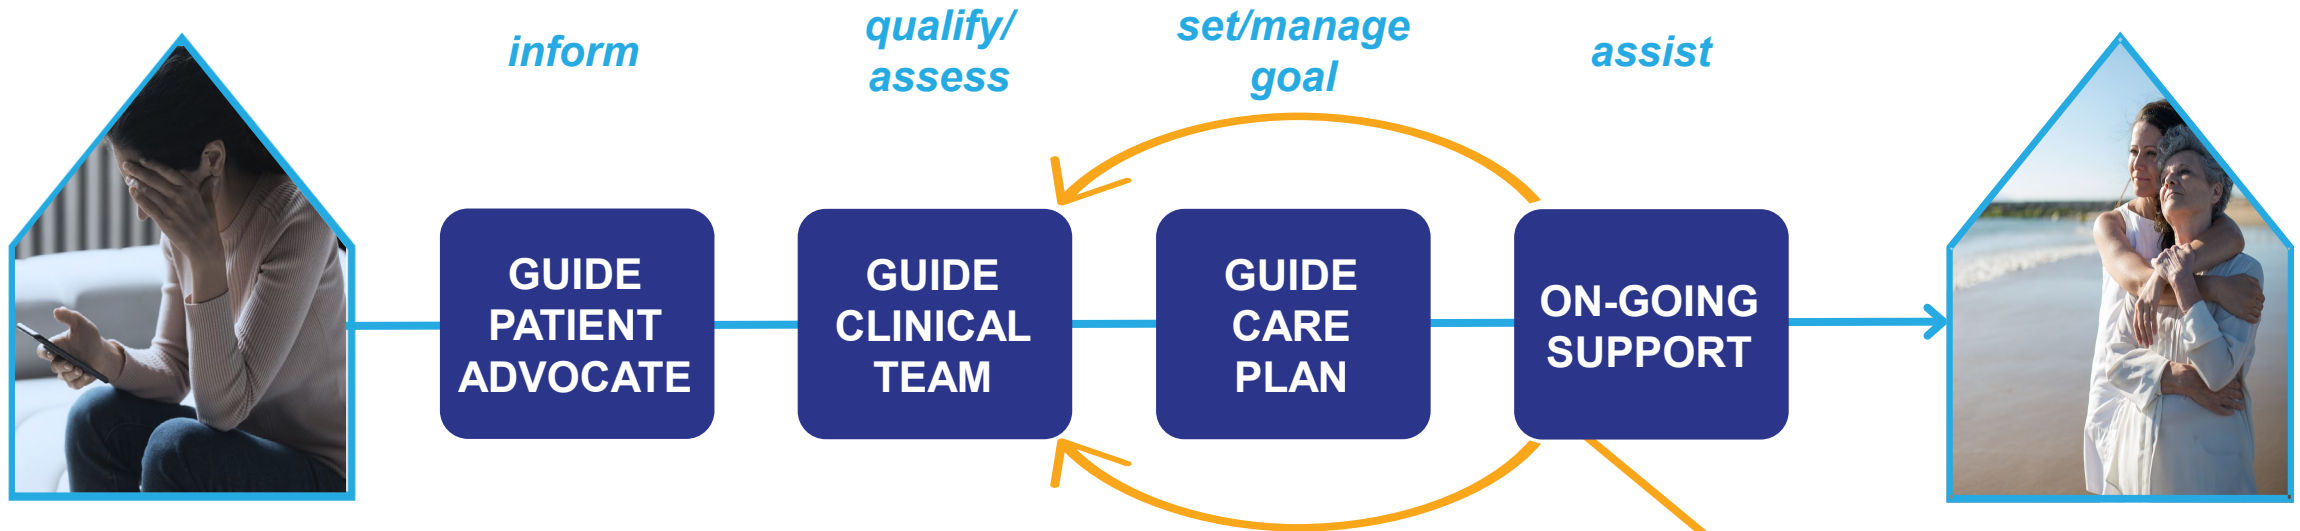 inform
qualify/
assess
set/manage
goal
assist
GUIDE
PATIENT
ADVOCATE
GUIDE
CLINICAL
TEAM
GUIDE
CARE
PLAN
ON-GOING
SUPPORT